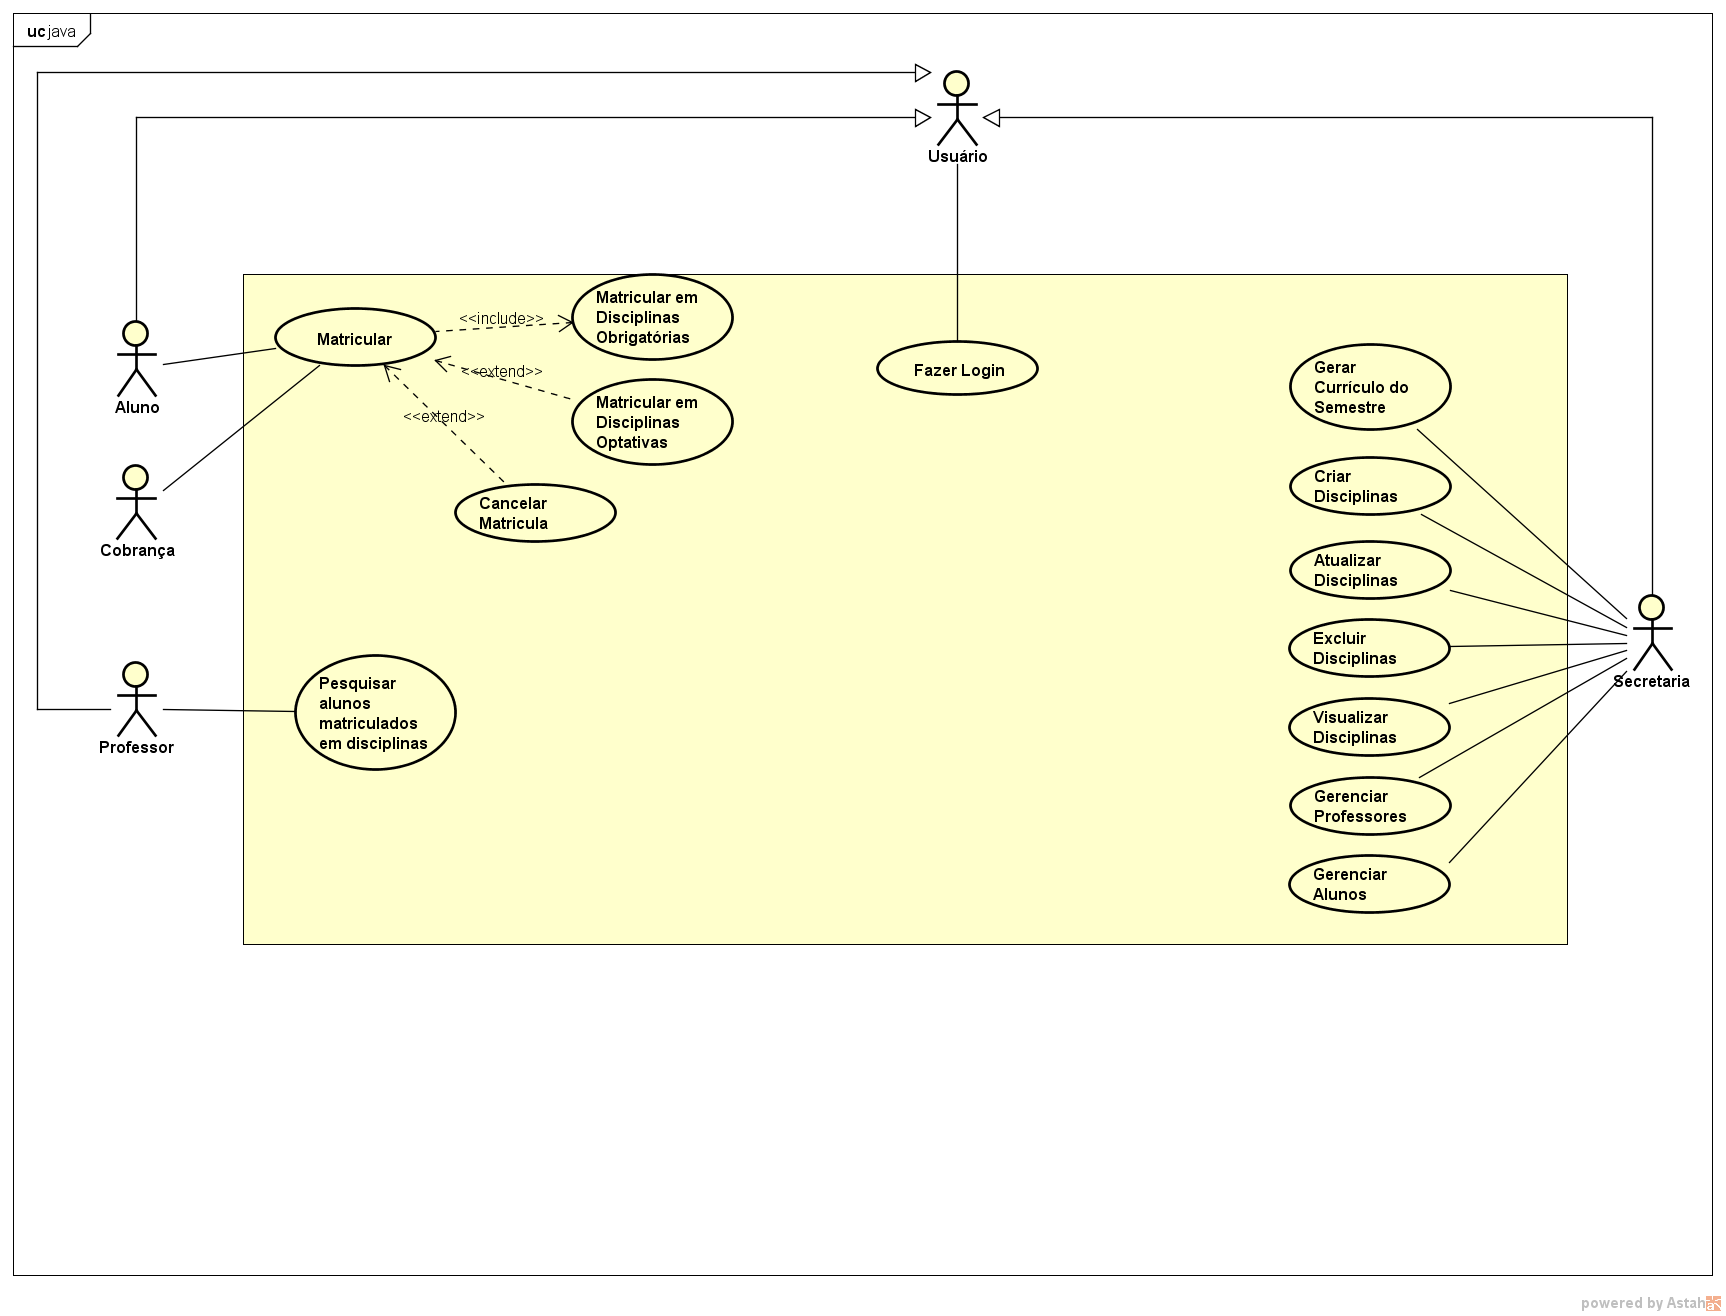 uc java
Usuário
Matricular em
Disciplinas
Obrigatórias
<<include>>
Matricular
<<extend>>
Fazer Login
Matricular em
Disciplinas
Optativas
<<extend>>
Cancelar
Matricula
Aluno
Cobrança
Professor
Pesquisar
alunos
matriculados
em disciplinas
Gerar
Currículo do
Semestre
Criar
Disciplinas
Atualizar
Disciplinas
Excluir
Disciplinas
Visualizar
Disciplinas
Gerenciar
Professores
Gerenciar
Alunos
Secretaria
powered by Astah